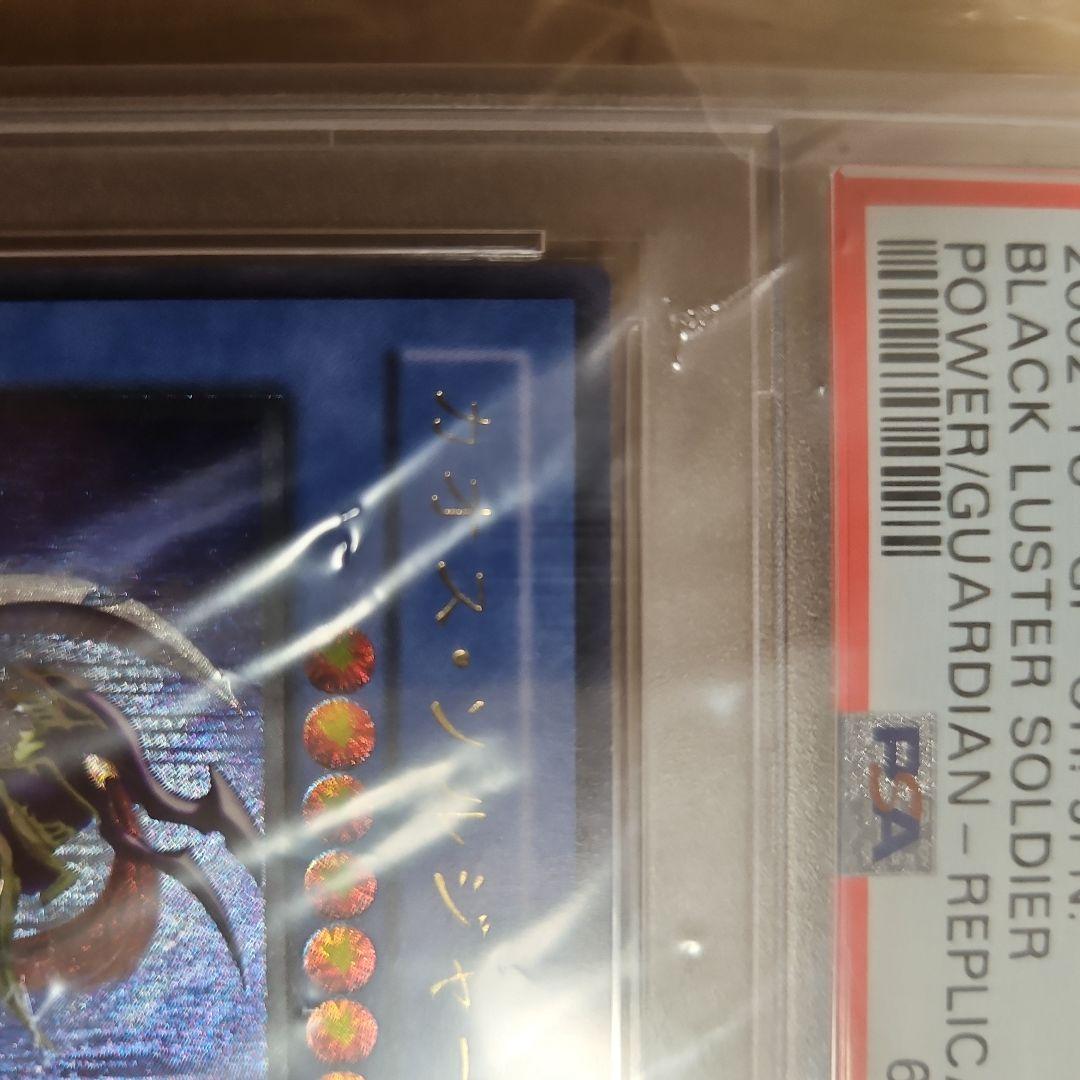 BLACK LUSTER SOLDIER
POWER/GUARDIAN - REPLIC
PSA
カオス・ソルジャー